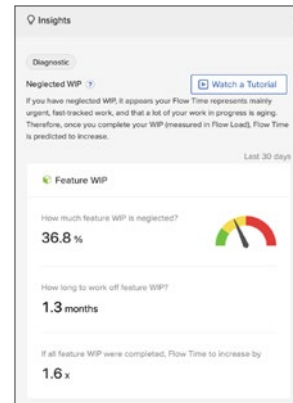 Insights
Diagnostic
Neglected WIP ?
Watch a Tutorial
If you have neglected WIP, it appears your Flow Time represents mainly
urgent, fast-tracked work, and that a lot of your work in progress is aging.
Therefore, once you complete your WIP (measured in Flow Load), Flow Time
is predicted to increase.
Last 30 days
Feature WIP
How much feature WIP is neglected?
36.8 %
How long to work off feature WIP?
1.3 months
If all feature WIP were completed, Flow Time to increase by
1.6 x